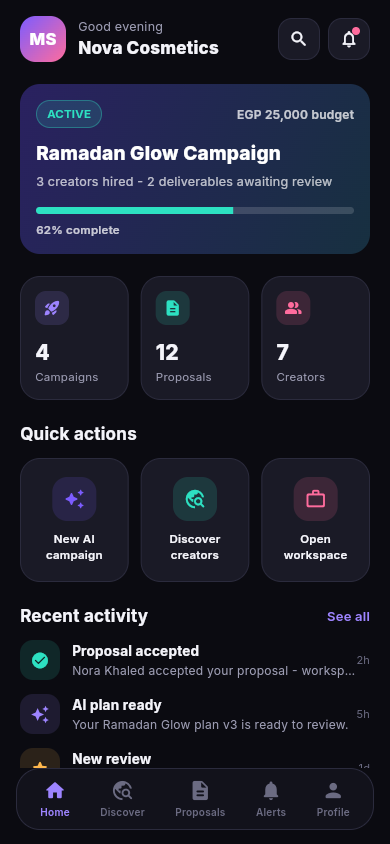 MS
Good evening
Nova Cosmetics
ACTIVE
EGP 25,000 budget
Ramadan Glow Campaign
3 creators hired - 2 deliverables awaiting review
62% complete
4
Campaigns
12
Proposals
7
Creators
Quick actions
New AI
campaign
Discover
creators
Open
workspace
Recent activity
See all
Proposal accepted
2h
Nora Khaled accepted your proposal - worksp...
AI plan ready
5h
Your Ramadan Glow plan v3 is ready to review.
New review
1d
Home
Discover
Proposals
Alerts
Profile